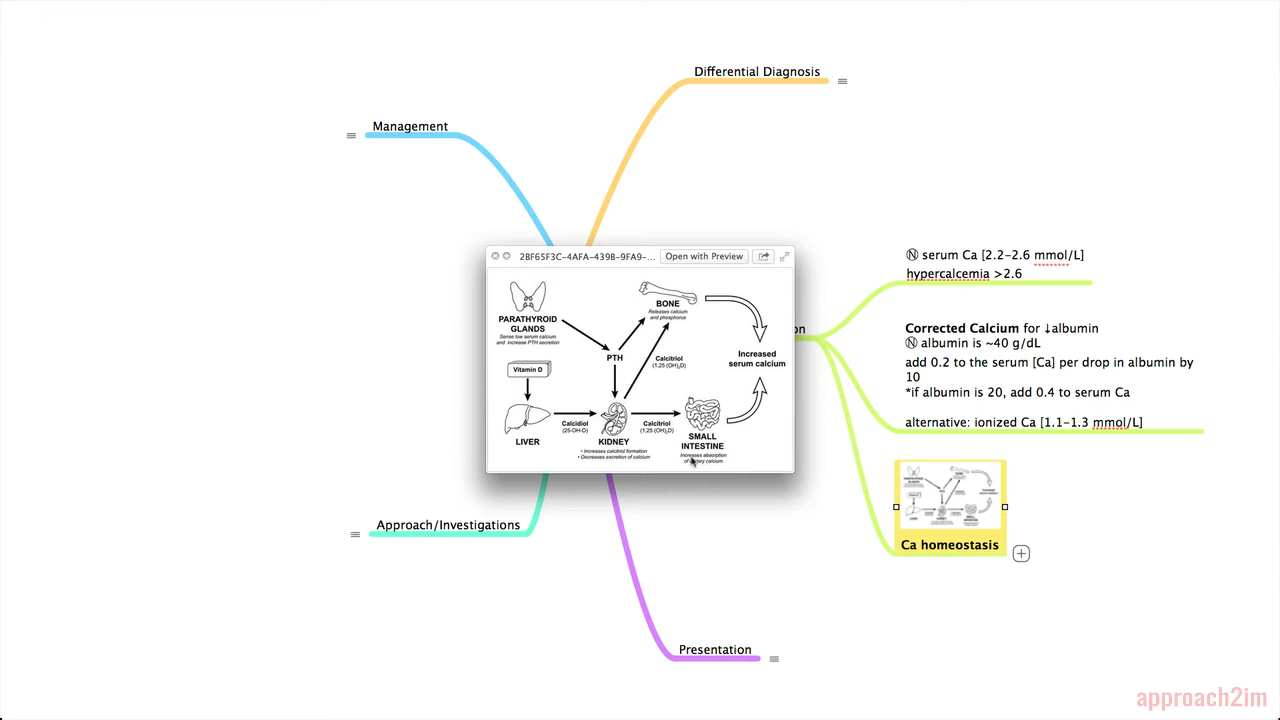 Differential Diagnosis
Management
2BF65F3C-4AFA-439B-9FA9-...
Open with Preview
PARATHYROID
GLANDS
Sense low serum calcium
and increase PTH secretion
BONE
Releases calcium
and phosphorus
PTH
Calcitriol
(1,25 (OH)₂D)
Increased
serum calcium
Vitamin D
LIVER
Calcidiol
(25-OH-D)
KIDNEY
• Increases calcitriol formation
• Decreases excretion of calcium
Calcitriol
(1,25 (OH)₂D)
SMALL
INTESTINE
Increases absorption
of calcium
on
Ⓝ serum Ca [2.2-2.6 mmol/L]
hypercalcemia >2.6
Corrected Calcium for ↓albumin
Ⓝ albumin is ~40 g/dL
add 0.2 to the serum [Ca] per drop in albumin by
10
*if albumin is 20, add 0.4 to serum Ca
alternative: ionized Ca [1.1-1.3 mmol/L]
Ca homeostasis
Approach/Investigations
Presentation
approach2im